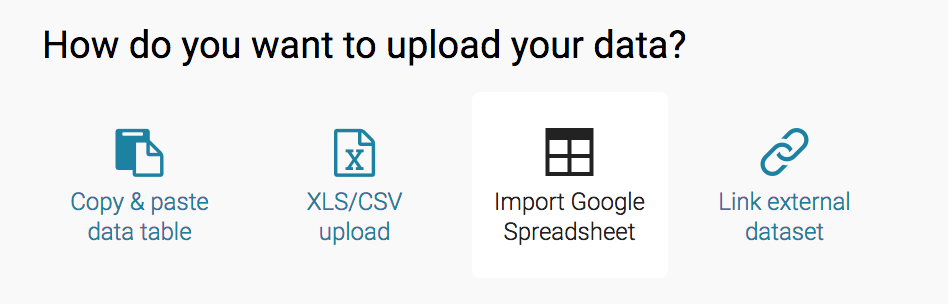 How do you want to upload your data?
Copy & paste
data table
XLS/CSV
upload
Import Google
Spreadsheet
Link external
dataset